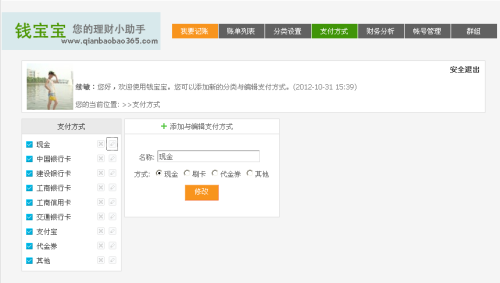 钱宝宝 您的理财小助手
www.qianbaobao365.com
我要记账 账单列表 分类设置 支付方式 财务分析 帐号管理 群组
安全退出
您好，欢迎使用钱宝宝。您可以添加新的分类与编辑支付方式。(2012-10-31 15:39)
您的当前位置: >>支付方式
支付方式
现金
中国银行卡
建设银行卡
工商银行卡
工商信用卡
交通银行卡
支付宝
代金券
其他
添加与编辑支付方式
名称: 现金
方式: 现金 刷卡 代金券 其他
修改